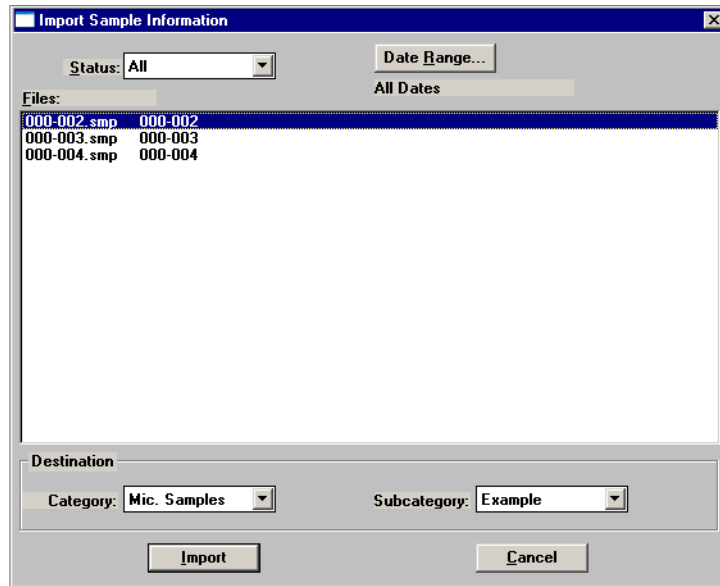 Import Sample Information
Status: All
Date Range...
All Dates
Files:
000-002.smp 000-002
000-003.smp 000-003
000-004.smp 000-004
Destination
Category: Mic. Samples Subcategory: Example
Import Cancel